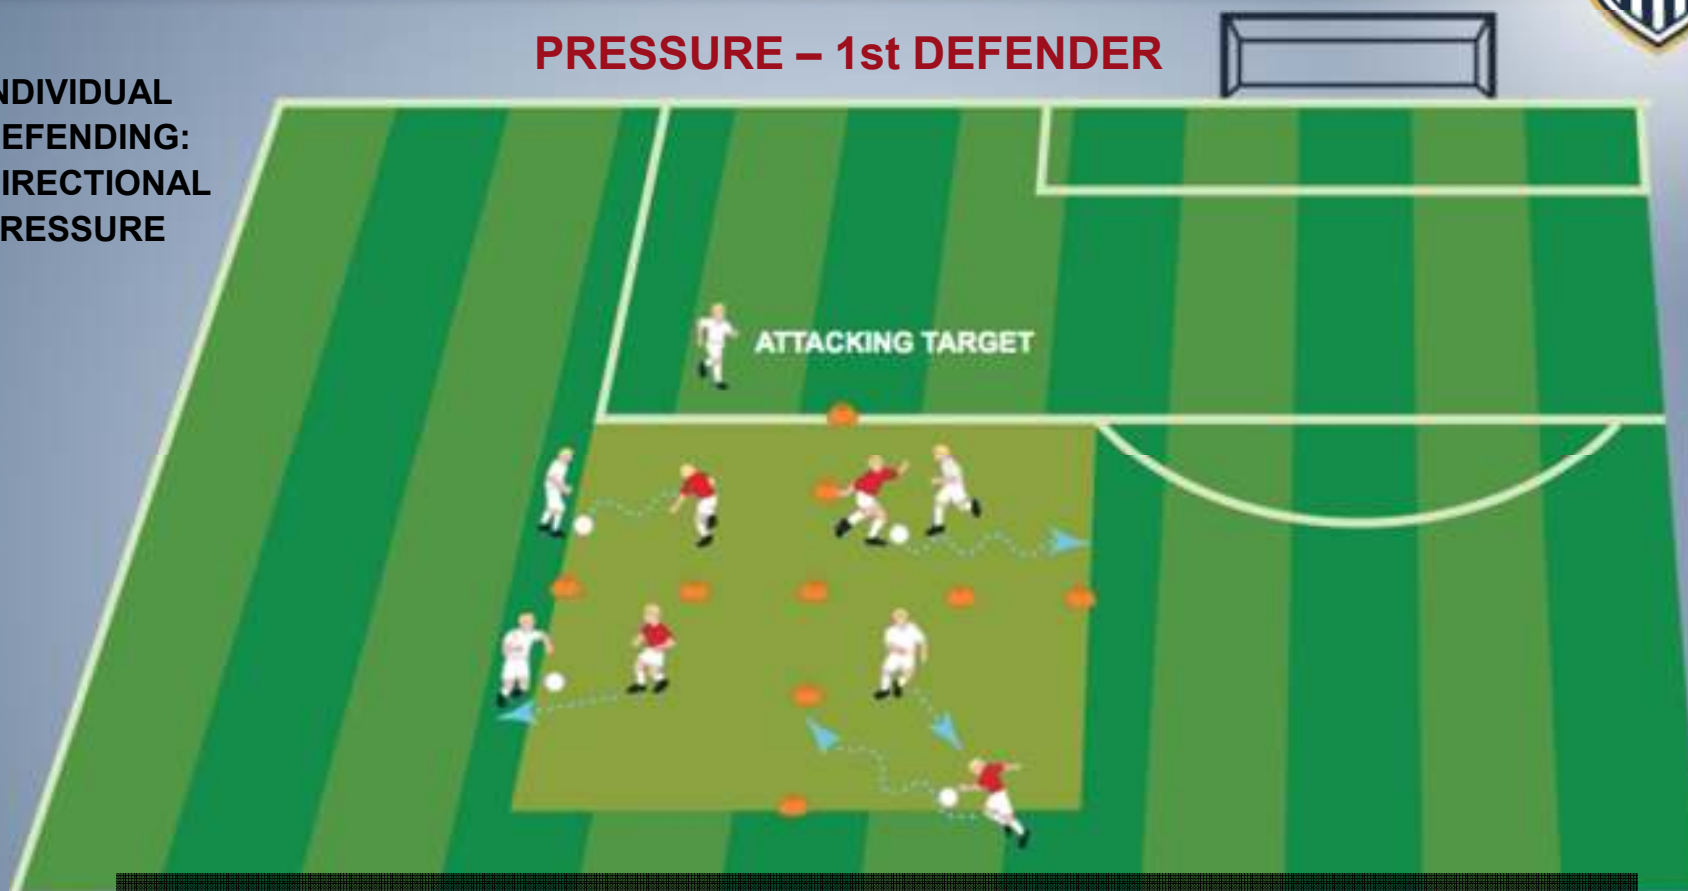 PRESSURE – 1st DEFENDER
NDIVIDUAL
EFENDING:
IRECTIONAL
RESSURE
ATTACKING TARGET